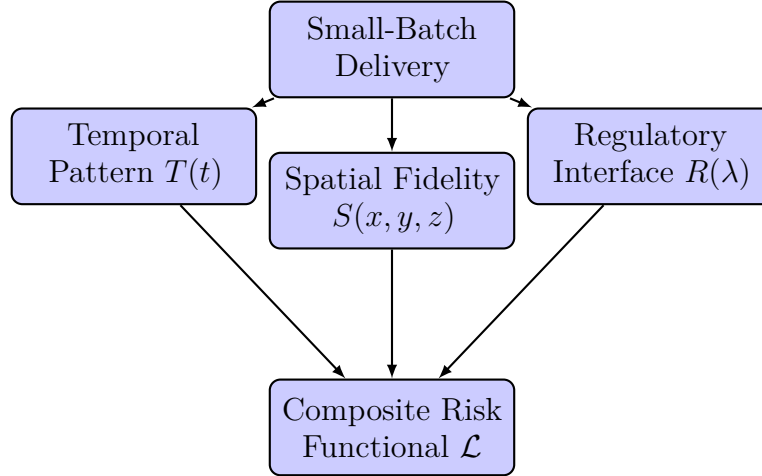 Small-Batch
Delivery
Temporal
Pattern T(t)
Spatial Fidelity
S(x, y, z)
Regulatory
Interface R(λ)
Composite Risk
Functional ℒ